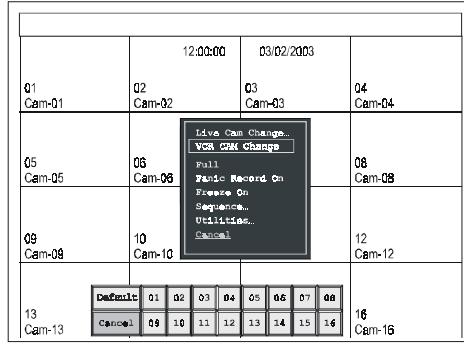 12:00:00 03/02/2003
01 02 03 04
Cam-01 Cam-02 Cam-03 Cam-04
Live Cam Change...
VCR CAM Change
Full
Panic Record On
Freeze On
Sequence...
Utilities...
Cancel
05 06 08
Cam-05 Cam-06 Cam-08
09 10 12
Cam-09 Cam-10 Cam-12
Default 01 02 03 04 05 06 07 08
Cancel 09 10 11 12 13 14 15 16
13 16
Cam-13 Cam-16